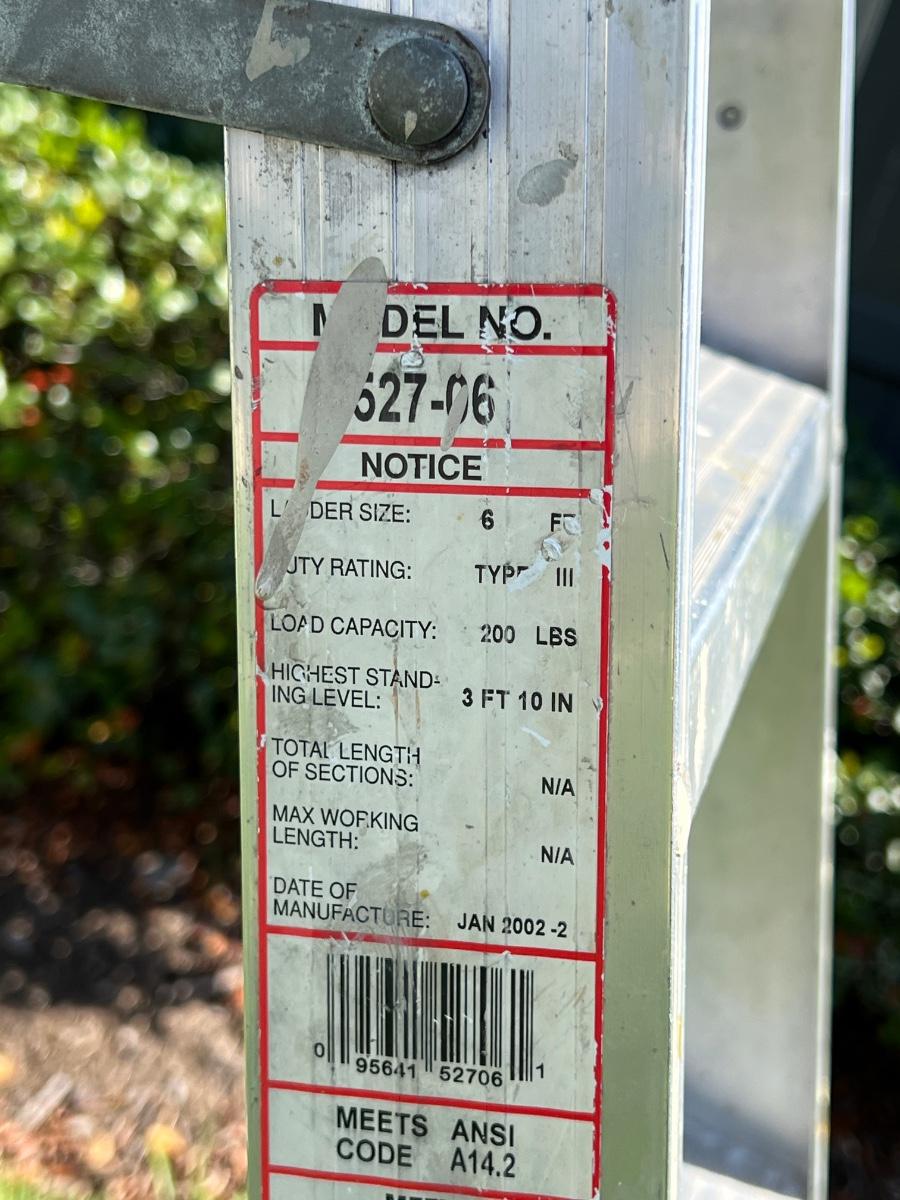 MODEL NO.
527-06
NOTICE
LADDER SIZE: 6 FT
DUTY RATING: TYPE III
LOAD CAPACITY: 200 LBS
HIGHEST STAND-
ING LEVEL: 3 FT 10 IN
TOTAL LENGTH
OF SECTIONS: N/A
MAX WORKING
LENGTH: N/A
DATE OF
MANUFACTURE: JAN 2002 -2
0 95641 52706 1
MEETS ANSI
CODE A14.2